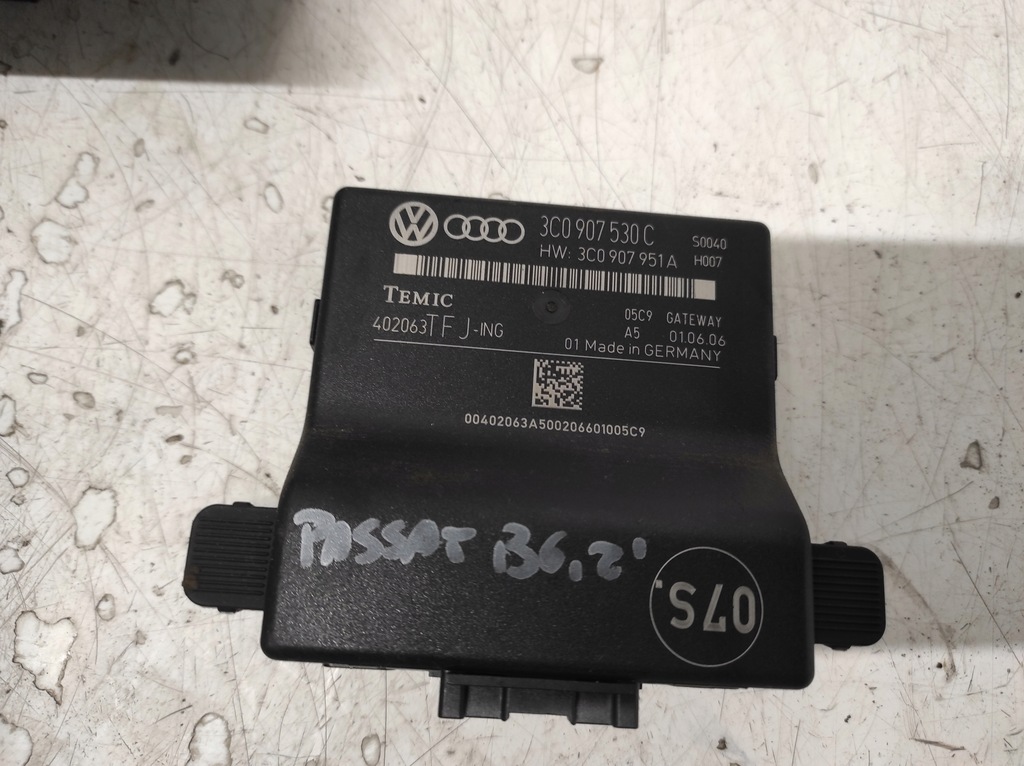 3C0 907 530 C S0040
HW: 3C0 907 951 A H007
TEMIC
05C9 GATEWAY
402063TFJ-ING A5 01.06.06
01 Made in GERMANY
00402063A500206601005C9
PASSAT B6, 2'
07S.